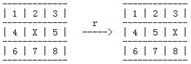 ------------- -------------
| 1 | 2 | 3 | | 1 | 2 | 3 |
------------- r -------------
| 4 | X | 5 | -----> | 4 | 5 | X |
------------- -------------
| 6 | 7 | 8 | | 6 | 7 | 8 |
------------- -------------